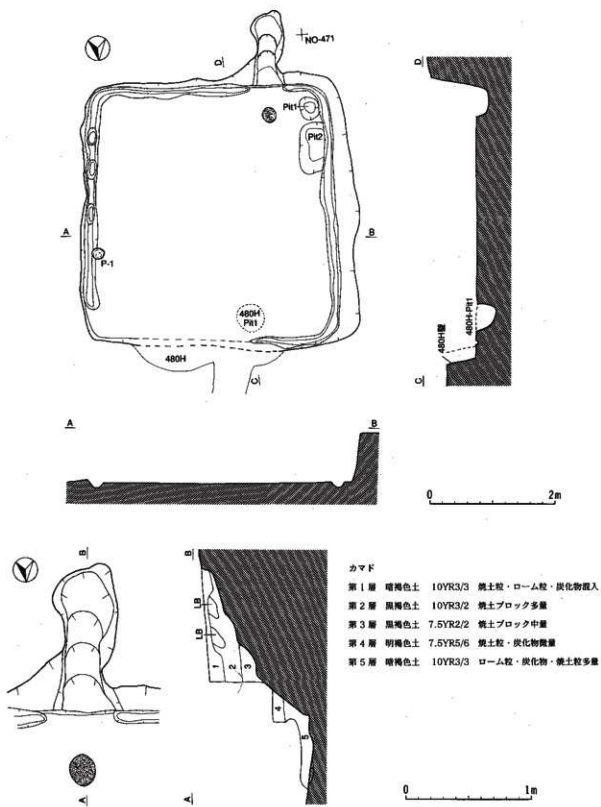 NO-471
D
D
Pit1
Pit2
A
B
P-1
480H
Pit1
480H
C
480H壁
480H-Pit1
C
A
B
0
2m
B
B
LB
LB
1
2
3
4
5
A
A
カマド
第1層 暗褐色土 10YR3/3 焼土粒・ローム粒・炭化物混入
第2層 黒褐色土 10YR3/2 焼土ブロック多量
第3層 黒褐色土 7.5YR2/2 焼土ブロック中量
第4層 明褐色土 7.5YR5/6 焼土粒・炭化物微量
第5層 暗褐色土 10YR3/3 ローム粒・炭化物・焼土粒多量
0
1m